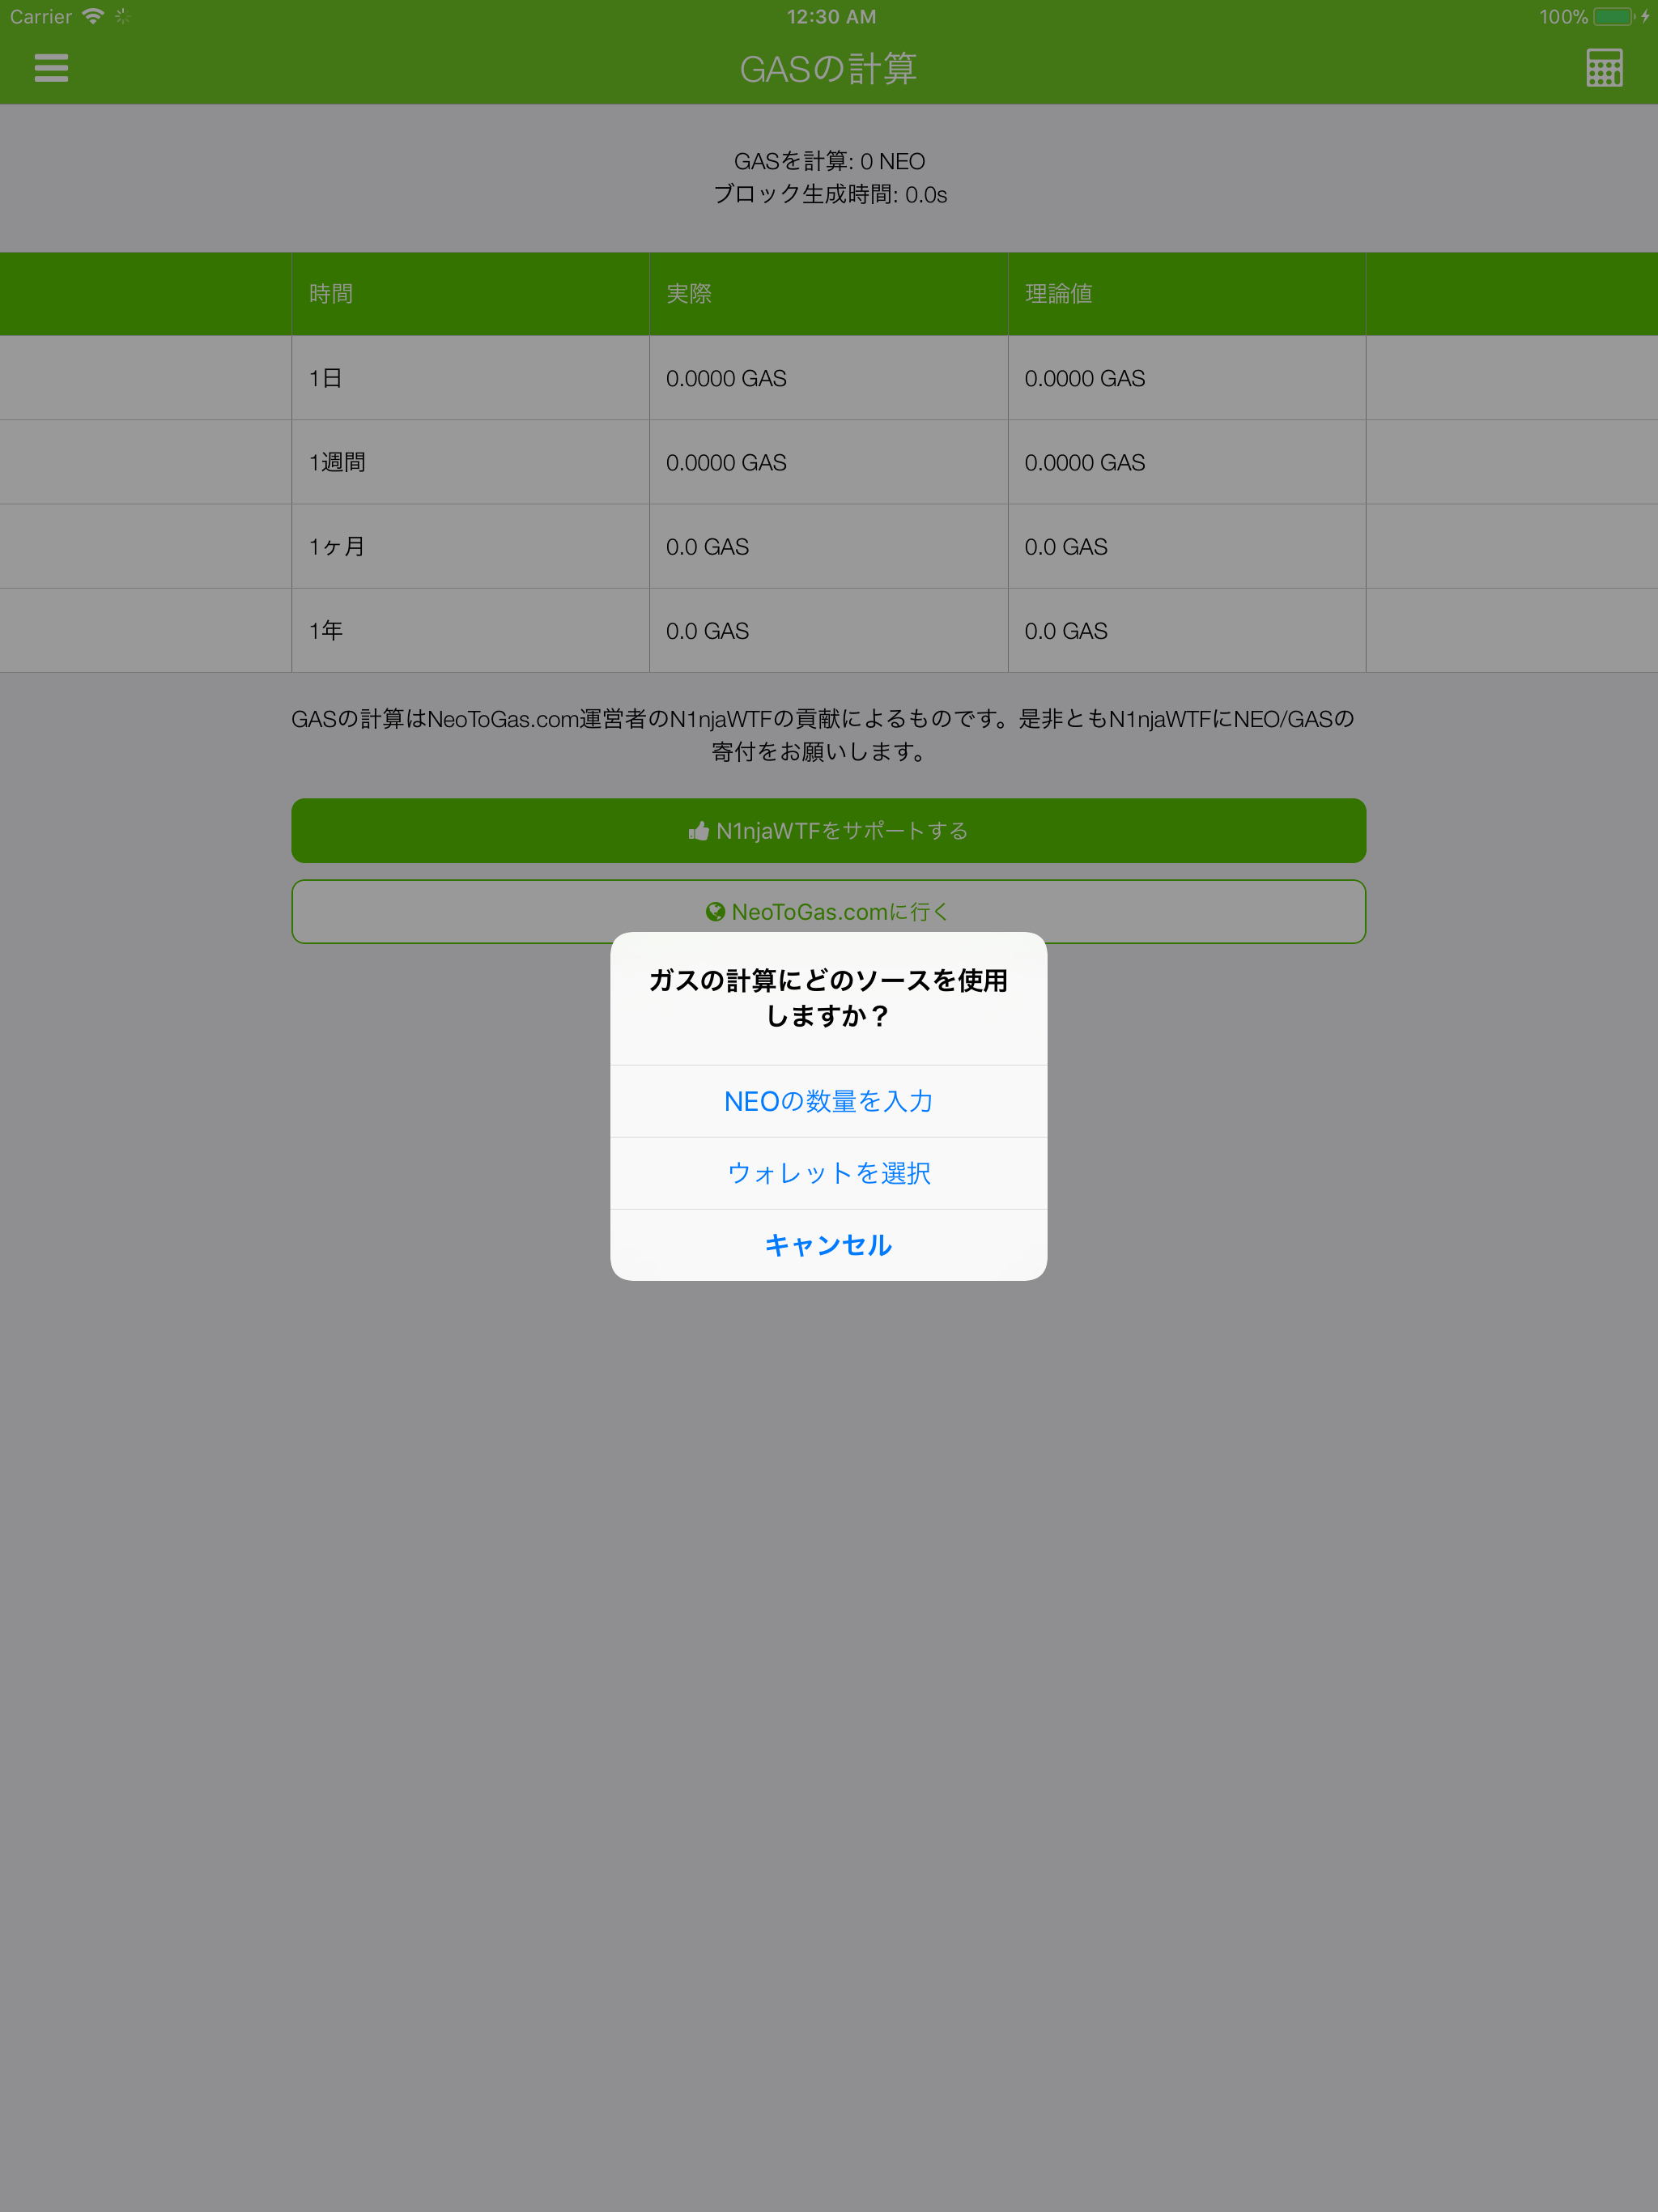 Carrier
12:30 AM
100%
GASの計算
GASを計算: 0 NEO
ブロック生成時間: 0.0s
時間 実際 理論値
1日 0.0000 GAS 0.0000 GAS
1週間 0.0000 GAS 0.0000 GAS
1ヶ月 0.0 GAS 0.0 GAS
1年 0.0 GAS 0.0 GAS
GASの計算はNeoToGas.com運営者のN1njaWTFの貢献によるものです。是非ともN1njaWTFにNEO/GASの
寄付をお願いします。
N1njaWTFをサポートする
NeoToGas.comに行く
ガスの計算にどのソースを使用
しますか？
NEOの数量を入力
ウォレットを選択
キャンセル